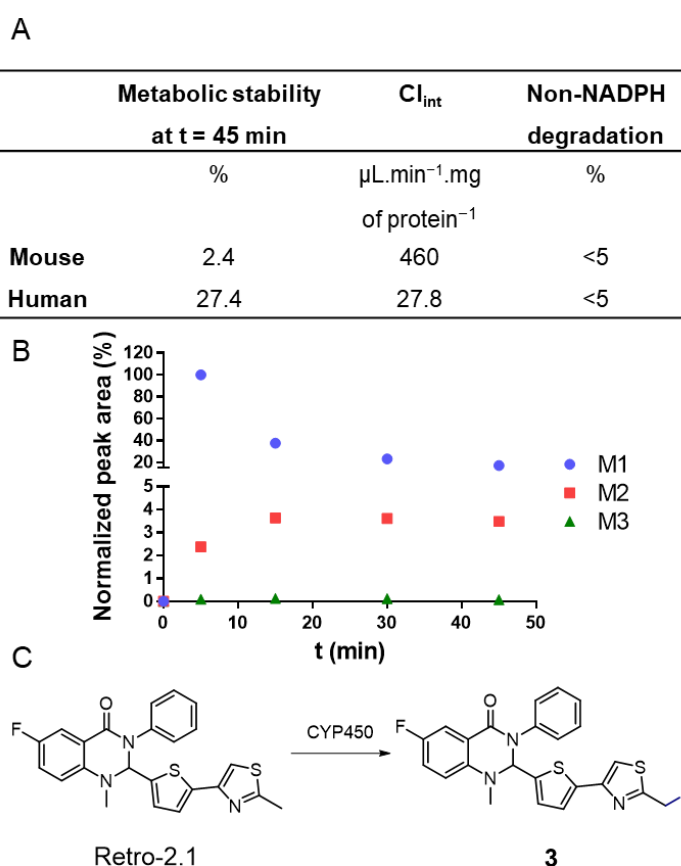 A
Metabolic stability Cl_int Non-NADPH
at t = 45 min degradation
% µL.min⁻¹.mg %
of protein⁻¹
Mouse 2.4 460 <5
Human 27.4 27.8 <5
B
Normalized peak area (%)
120
100
80
60
40
20
5
4
3
2
1
0
0 10 20 30 40 50
t (min)
M1
M2
M3
C
O
F
N
N
S
S
N
CYP450
O
F
N
N
S
S
N
Retro-2.1 3